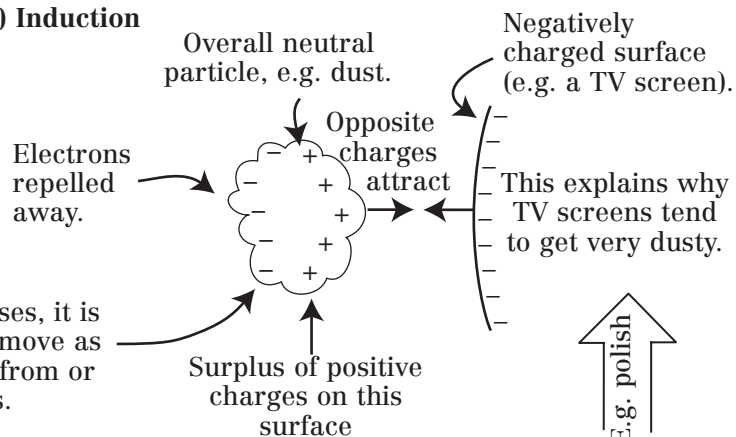 ) Induction
Overall neutral
particle, e.g. dust.
Negatively
charged surface
(e.g. a TV screen).
Electrons
repelled
away.
Opposite
charges
attract
This explains why
TV screens tend
to get very dusty.
− + − + − + − + − +
− − − − − − − − −
ses, it is
move as
from or
s.
Surplus of positive
charges on this
surface
E.g. polish